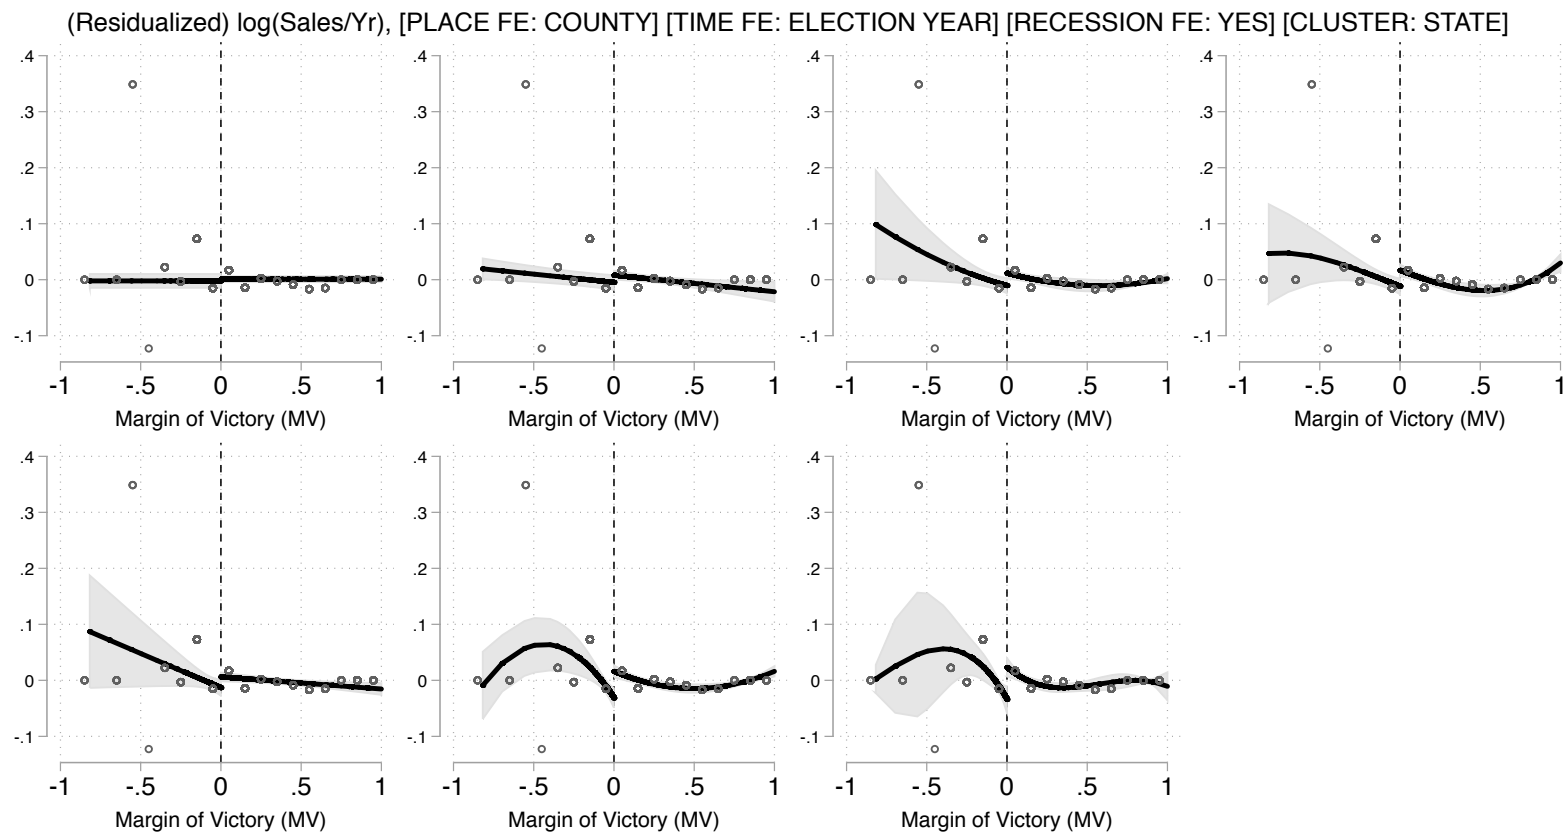 (Residualized) log(Sales/Yr), [PLACE FE: COUNTY] [TIME FE: ELECTION YEAR] [RECESSION FE: YES] [CLUSTER: STATE]
.4 .4 .4 .4
.3 .3 .3 .3
.2 .2 .2 .2
.1 .1 .1 .1
0 0 0 0
-.1 -.1 -.1 -.1
-1 -.5 0 .5 1 -1 -.5 0 .5 1 -1 -.5 0 .5 1 -1 -.5 0 .5 1
Margin of Victory (MV) Margin of Victory (MV) Margin of Victory (MV) Margin of Victory (MV)
.4 .4 .4
.3 .3 .3
.2 .2 .2
.1 .1 .1
0 0 0
-.1 -.1 -.1
-1 -.5 0 .5 1 -1 -.5 0 .5 1 -1 -.5 0 .5 1
Margin of Victory (MV) Margin of Victory (MV) Margin of Victory (MV)